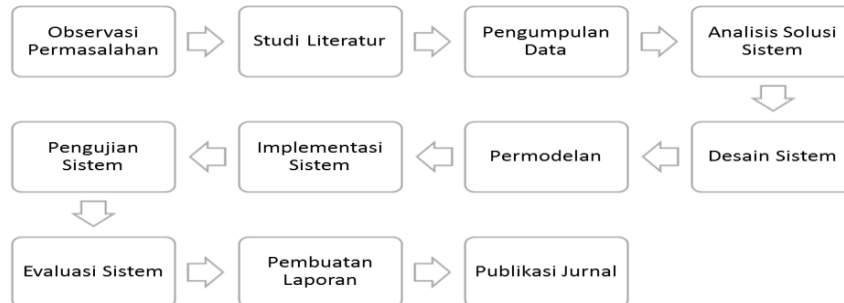 Observasi
Permasalahan
Studi Literatur
Pengumpulan
Data
Analisis Solusi
Sistem
Desain Sistem
Permodelan
Implementasi
Sistem
Pengujian
Sistem
Evaluasi Sistem
Pembuatan
Laporan
Publikasi Jurnal